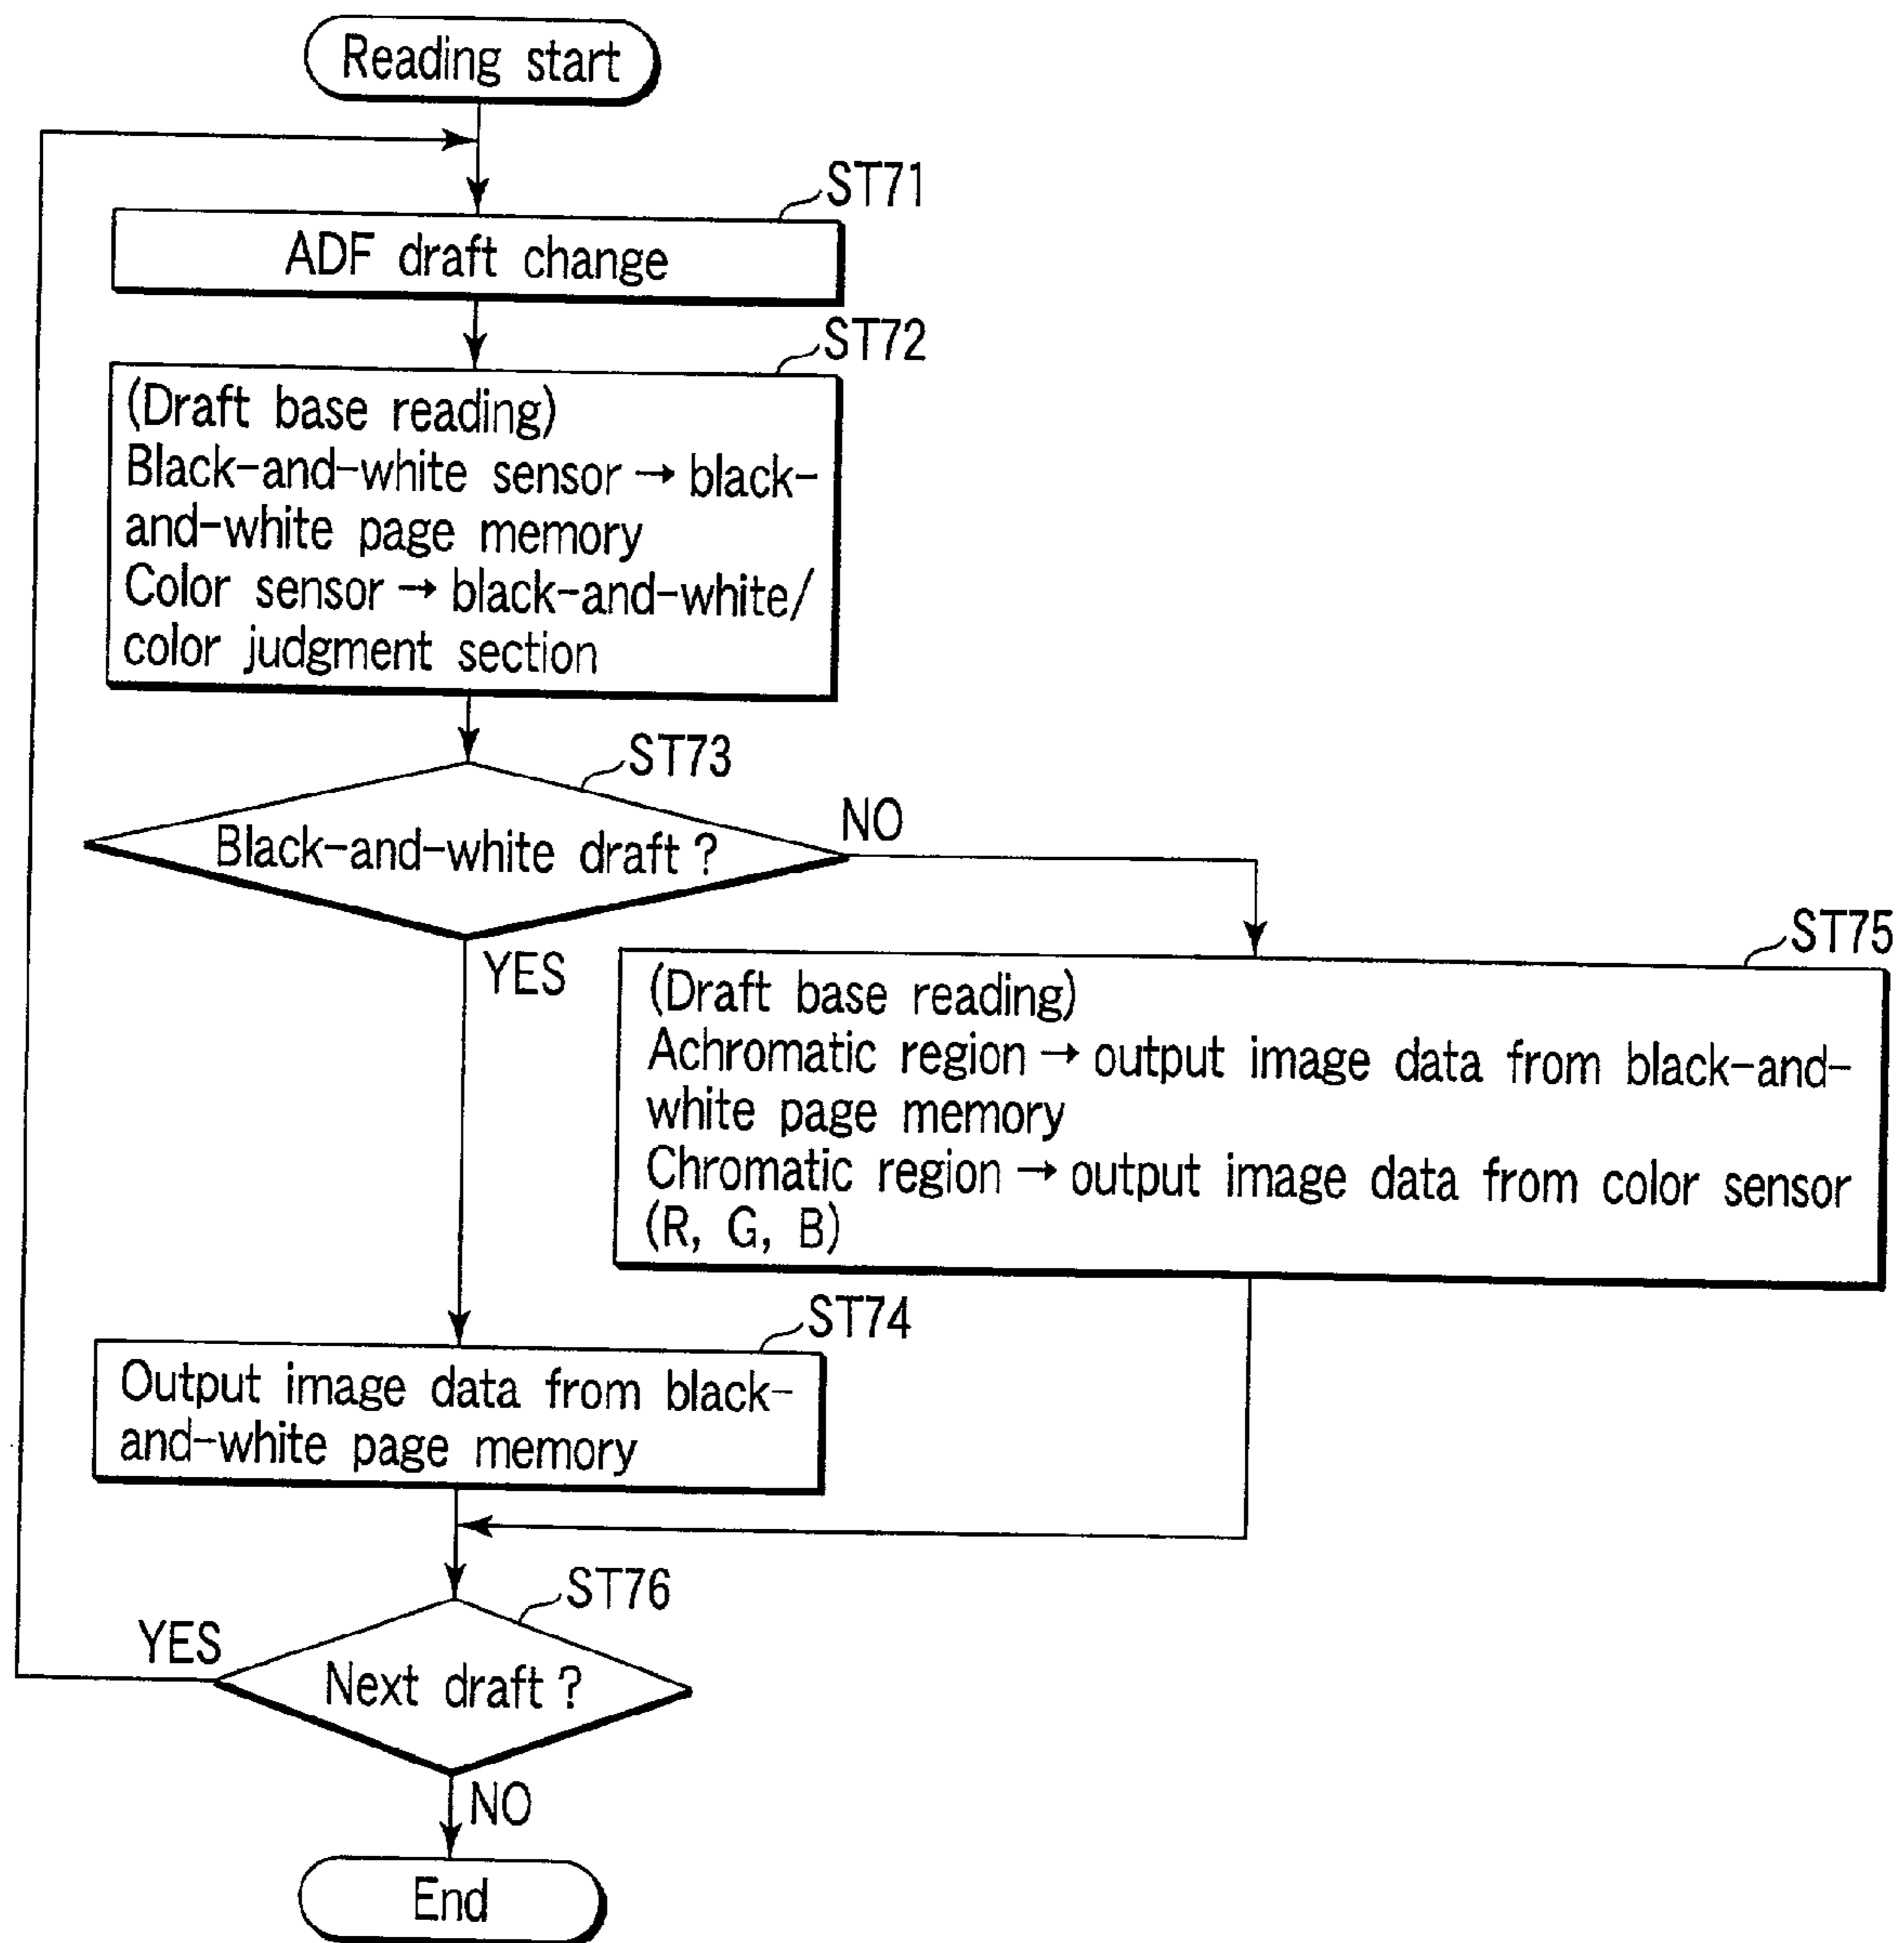 Reading start
ST71
ADF draft change
ST72
(Draft base reading)
Black-and-white sensor → black-
and-white page memory
Color sensor → black-and-white/
color judgment section
ST73
Black-and-white draft ?
NO
YES
ST75
(Draft base reading)
Achromatic region → output image data from black-and-
white page memory
Chromatic region → output image data from color sensor
(R, G, B)
ST74
Output image data from black-
and-white page memory
ST76
YES
Next draft ?
NO
End